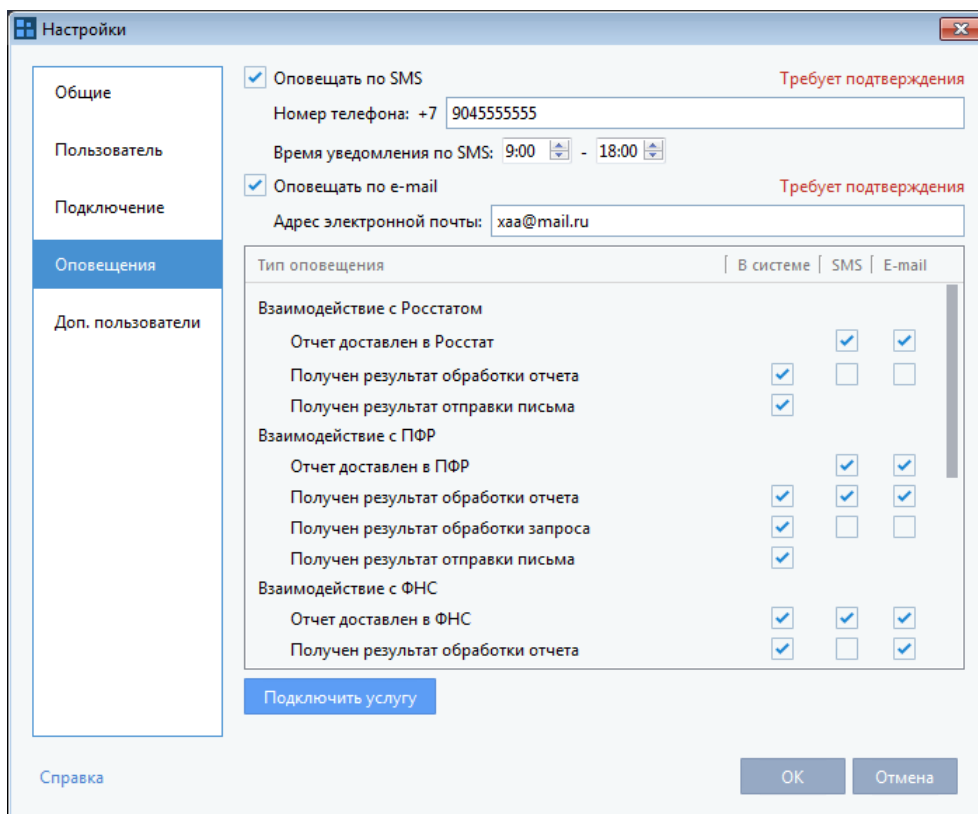 Настройки
Общие
Пользователь
Подключение
Оповещения
Доп. пользователи
Оповещать по SMS Требует подтверждения
Номер телефона: +7 9045555555
Время уведомления по SMS: 9:00 - 18:00
Оповещать по e-mail Требует подтверждения
Адрес электронной почты: xaa@mail.ru
Тип оповещения В системе SMS E-mail
Взаимодействие с Росстатом
Отчет доставлен в Росстат
Получен результат обработки отчета
Получен результат отправки письма
Взаимодействие с ПФР
Отчет доставлен в ПФР
Получен результат обработки отчета
Получен результат обработки запроса
Получен результат отправки письма
Взаимодействие с ФНС
Отчет доставлен в ФНС
Получен результат обработки отчета
Подключить услугу
Справка ОК Отмена